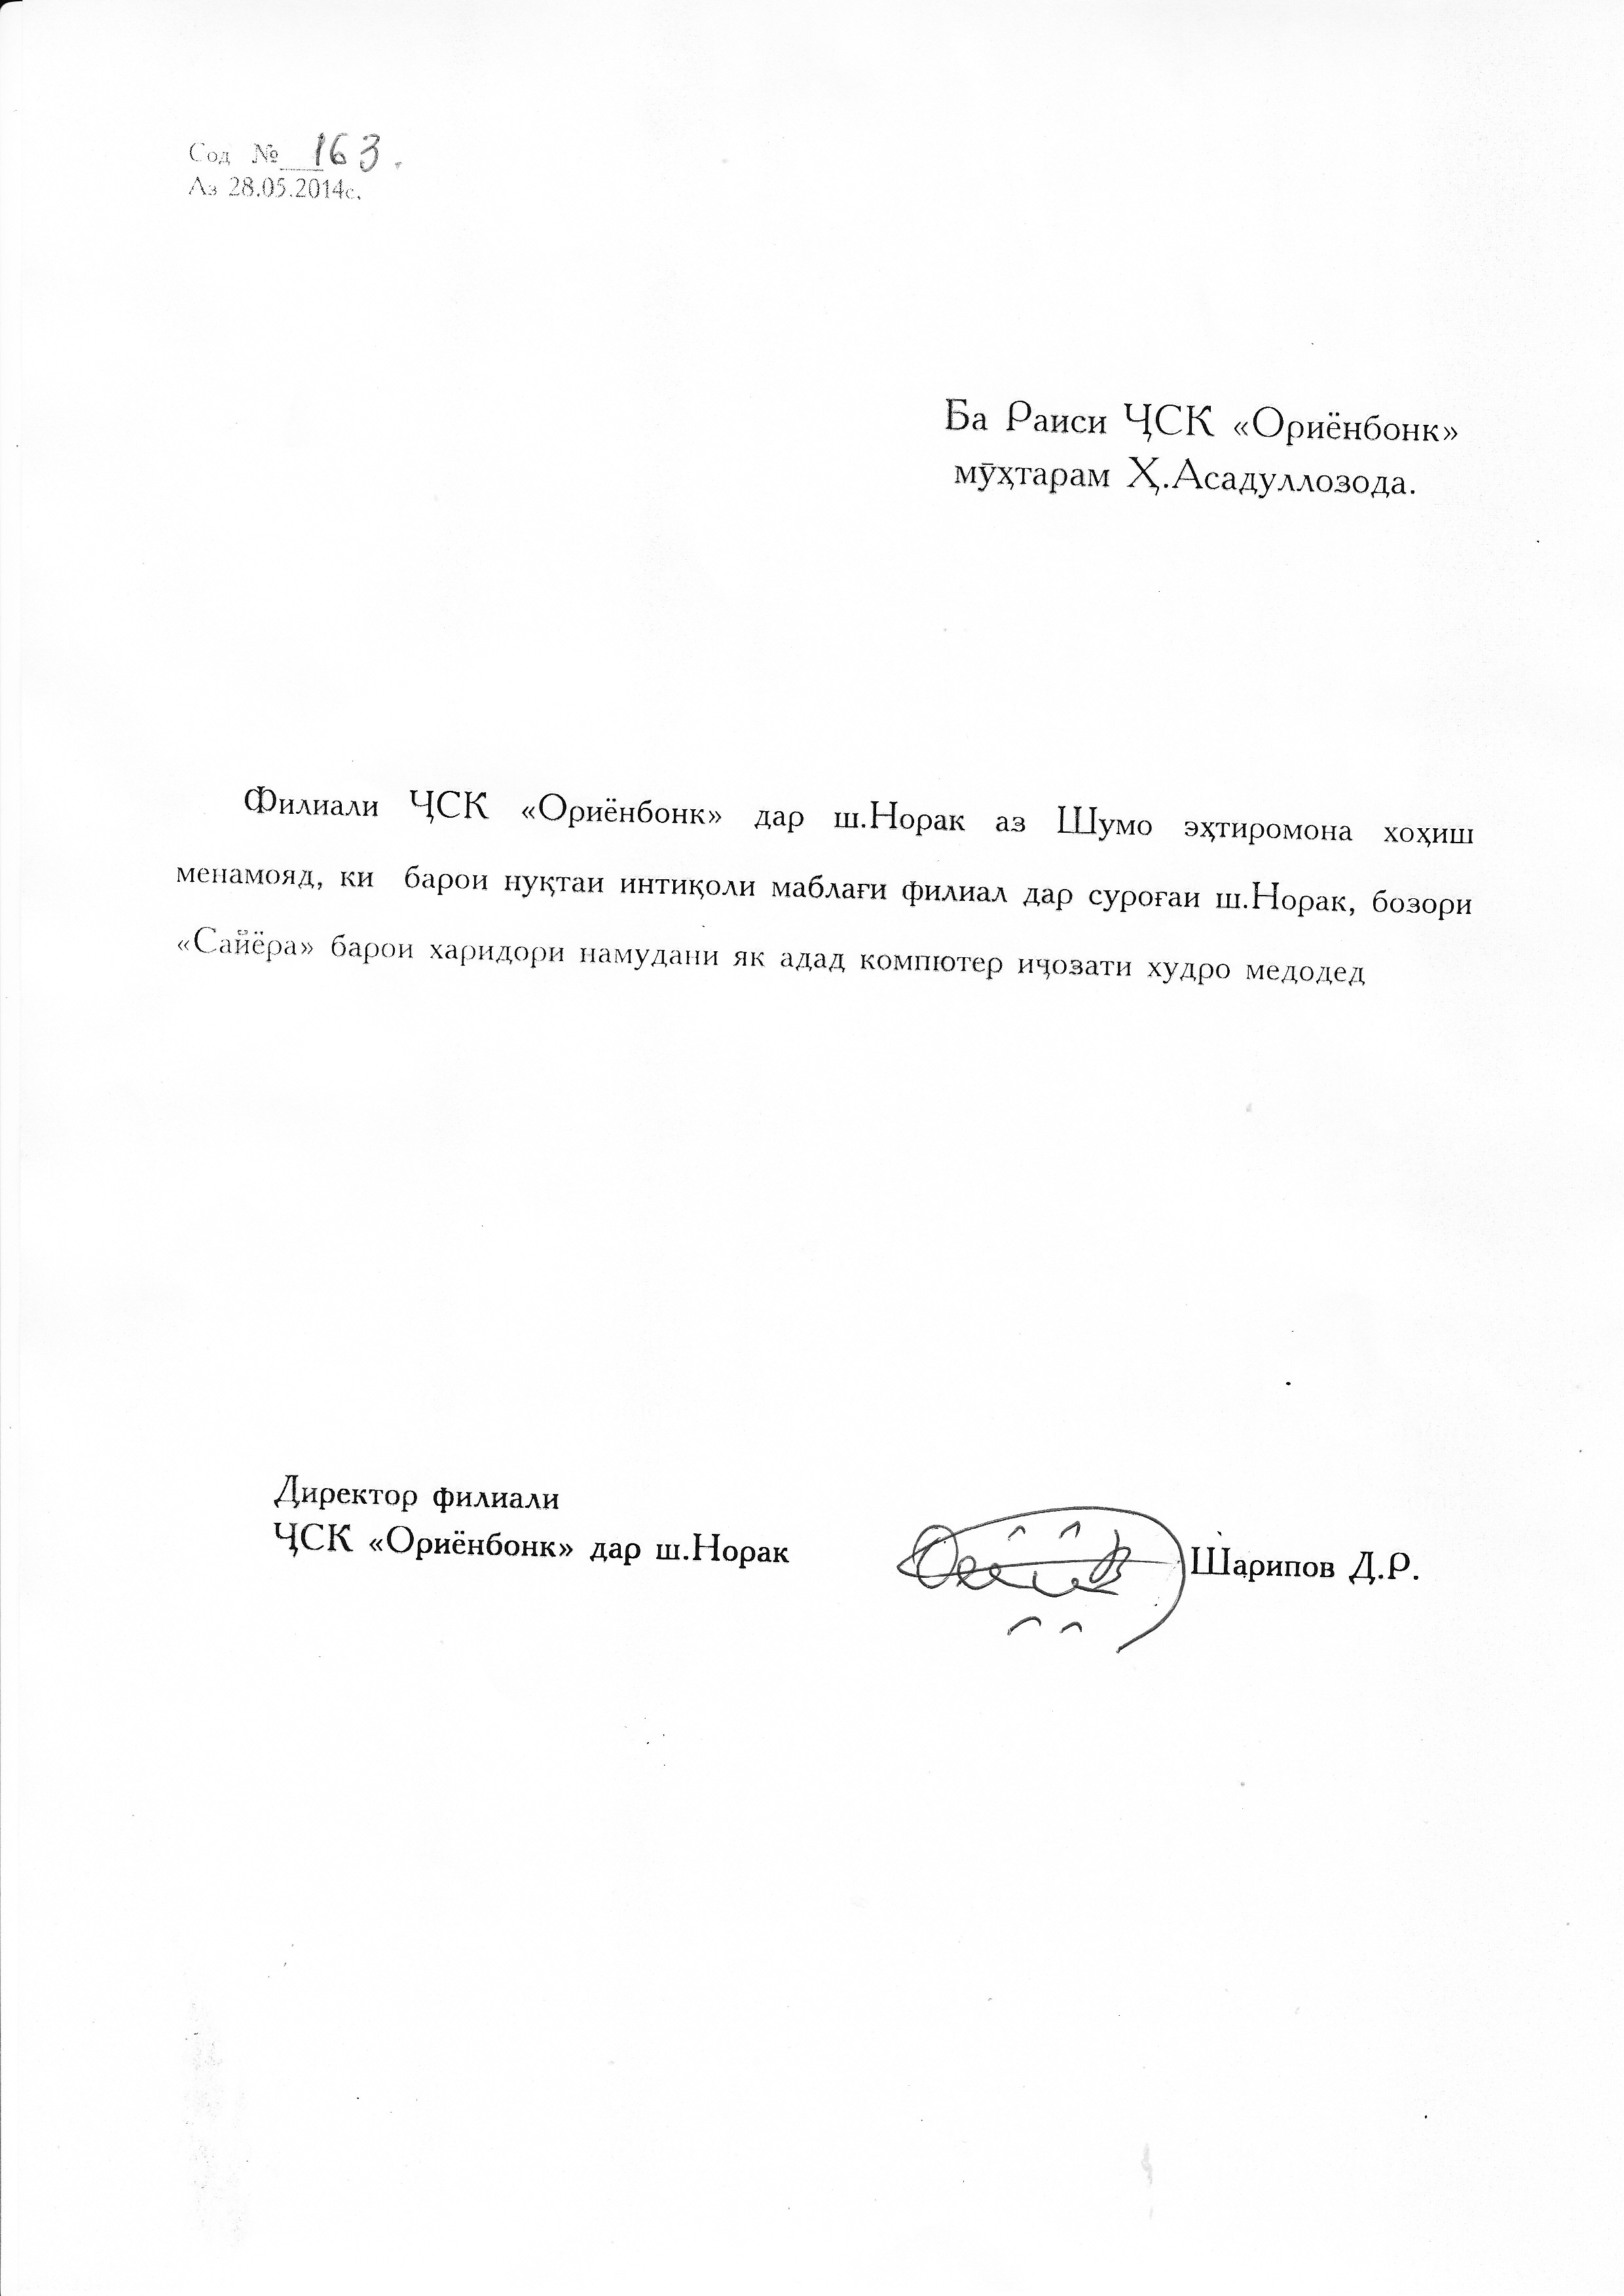 Сод № 163.
Аз 28.05.2014с.
Ба Раиси ҶСК «Ориёнбонк»
мӯҳтарам Ҳ.Асадуллозода.
Филиали ҶСК «Ориёнбонк» дар ш.Норак аз Шумо эҳтиромона хоҳиш
менамояд, ки барои нуқтаи интиқоли маблағи филиал дар суроғаи ш.Норак, бозори
«Сайёра» барои харидори намудани як адад компютер иҷозати худро медодед
Директор филиали
ҶСК «Ориёнбонк» дар ш.Норак
Шарипов Д.Р.